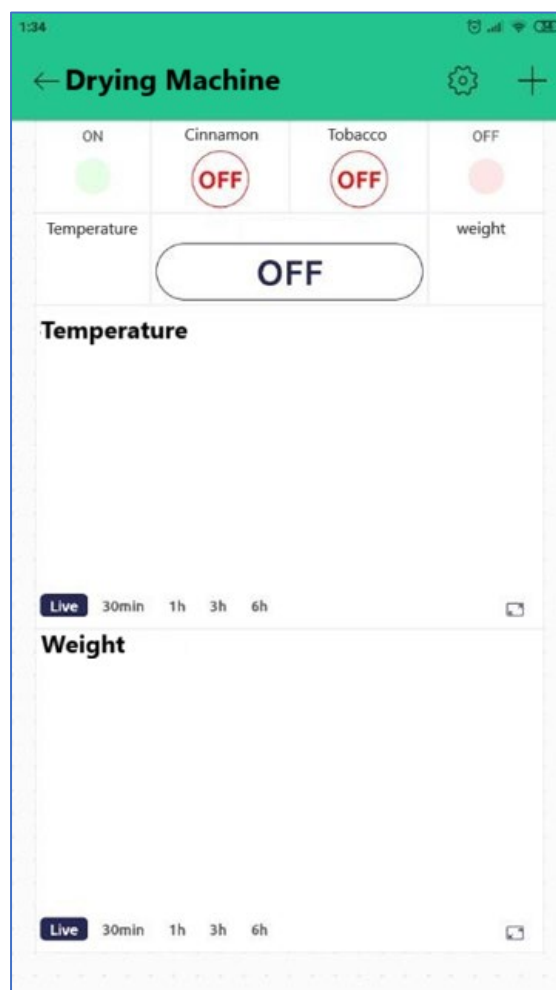 1:34
Drying Machine
ON Cinnamon Tobacco OFF
OFF OFF
Temperature weight
OFF
Temperature
Live 30min 1h 3h 6h
Weight
Live 30min 1h 3h 6h